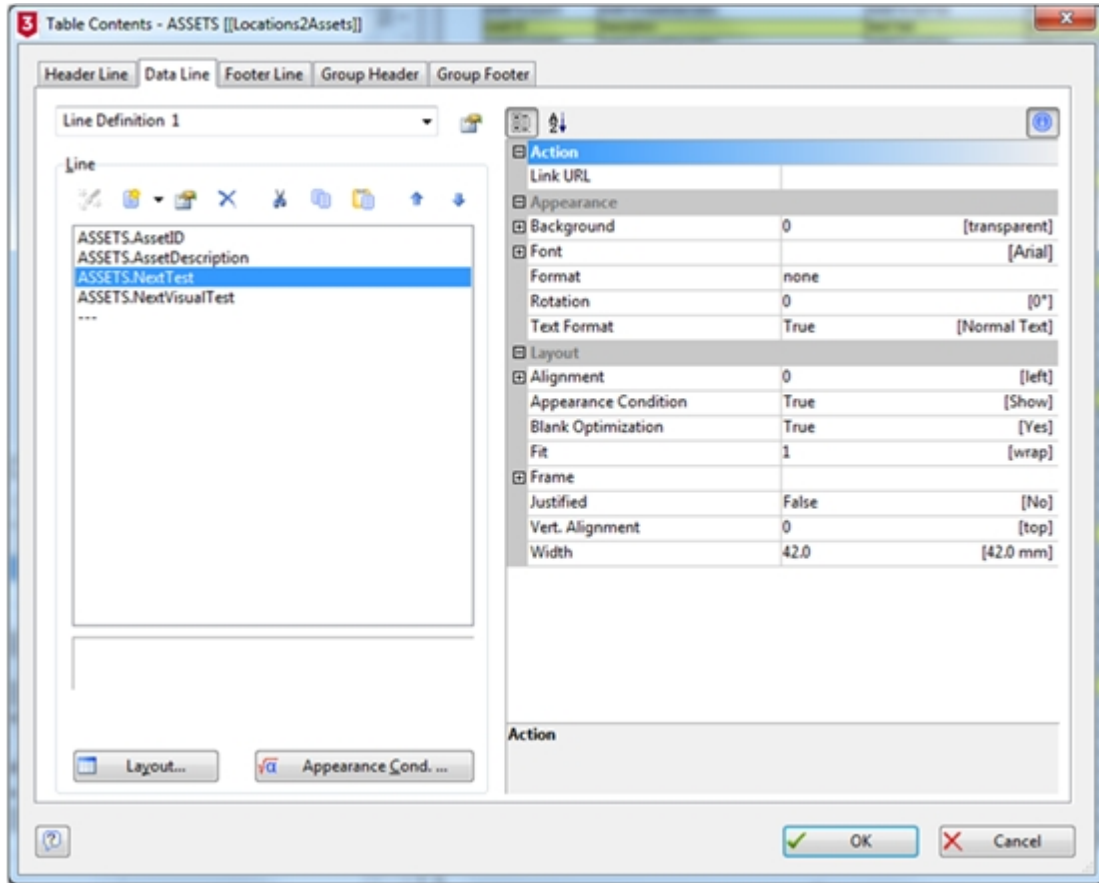 3 Table Contents - ASSETS [[Locations2Assets]]
Header Line Data Line Footer Line Group Header Group Footer
Line Definition 1
Line
ASSETS.AssetID
ASSETS.AssetDescription
ASSETS.NextTest
ASSETS.NextVisualTest
---
Layout...
√α Appearance Cond. ...
Action
Link URL
Appearance
Background 0 [transparent]
Font [Arial]
Format none
Rotation 0 [0°]
Text Format True [Normal Text]
Layout
Alignment 0 [left]
Appearance Condition True [Show]
Blank Optimization True [Yes]
Fit 1 [wrap]
Frame
Justified False [No]
Vert. Alignment 0 [top]
Width 42.0 [42.0 mm]
Action
OK Cancel